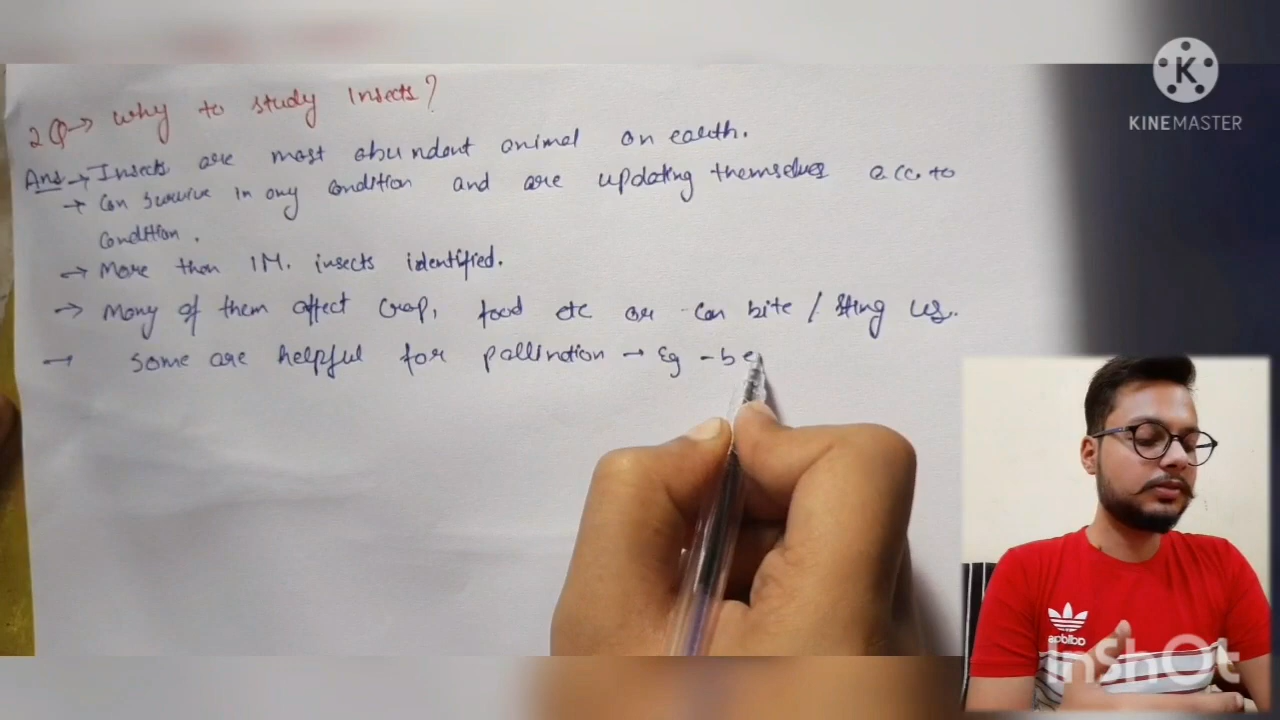 2Q→ Why to study Insects?
Ans→ Insects are most abundant animal on earth.
→ Can survive in any condition and are updating themselves acc. to
condition.
→ More than 1M. insects identified.
→ Many of them affect crop, food etc or can bite / sting us.
→ Some are helpful for pollination → Eg - be
K
KINEMASTER
adidas
InShOt